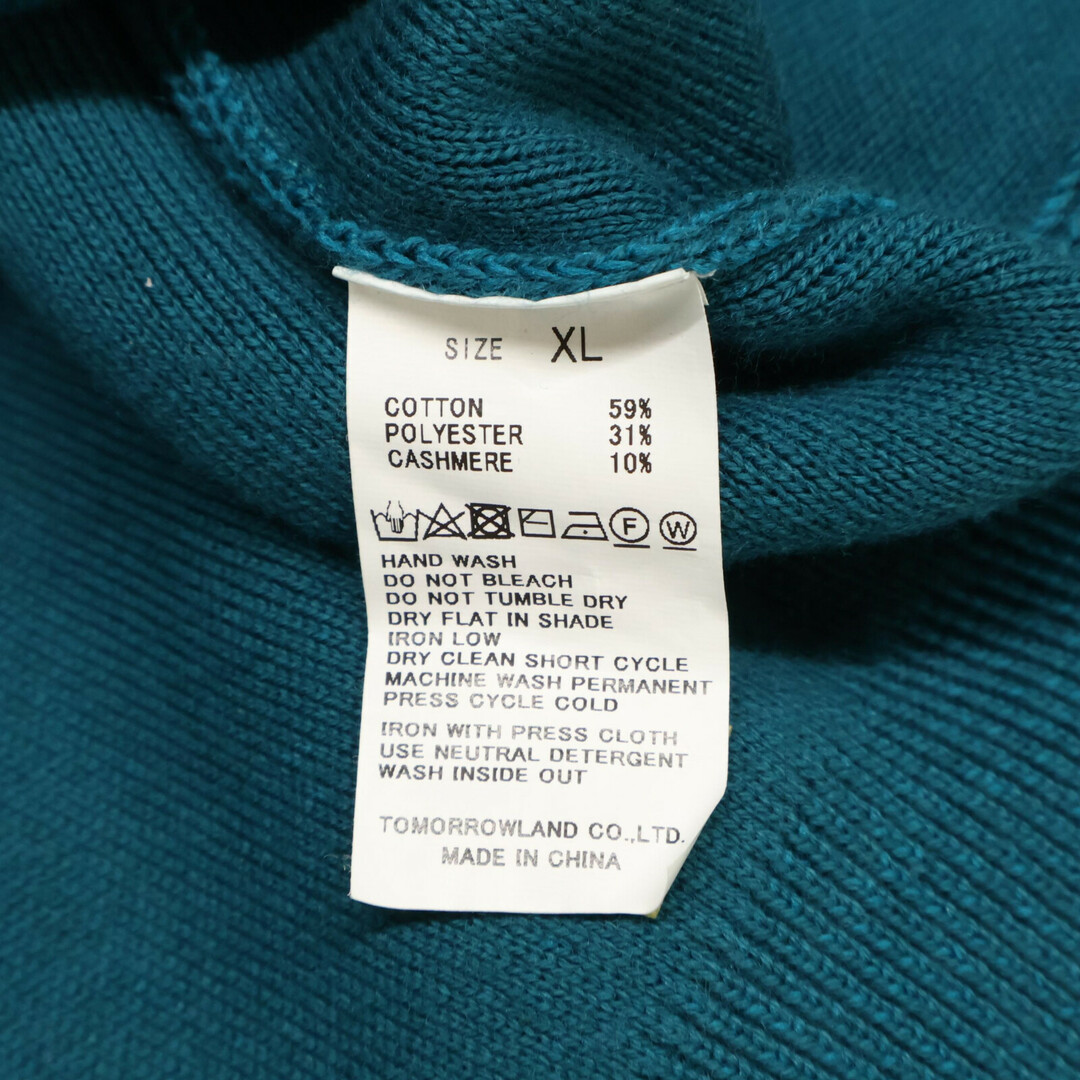 SIZE XL
COTTON 59%
POLYESTER 31%
CASHMERE 10%
F W
HAND WASH
DO NOT BLEACH
DO NOT TUMBLE DRY
DRY FLAT IN SHADE
IRON LOW
DRY CLEAN SHORT CYCLE
MACHINE WASH PERMANENT
PRESS CYCLE COLD
IRON WITH PRESS CLOTH
USE NEUTRAL DETERGENT
WASH INSIDE OUT
TOMORROWLAND CO.,LTD.
MADE IN CHINA